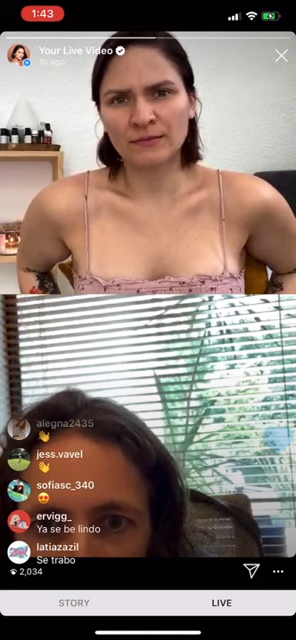 1:43
Your Live Video
1h ago
alegna2435
👋
jess.vavel
👋
sofiasc_340
😍
ervigg_
Ya se be lindo
latiazazil
Se trabo
2,034
STORY
LIVE